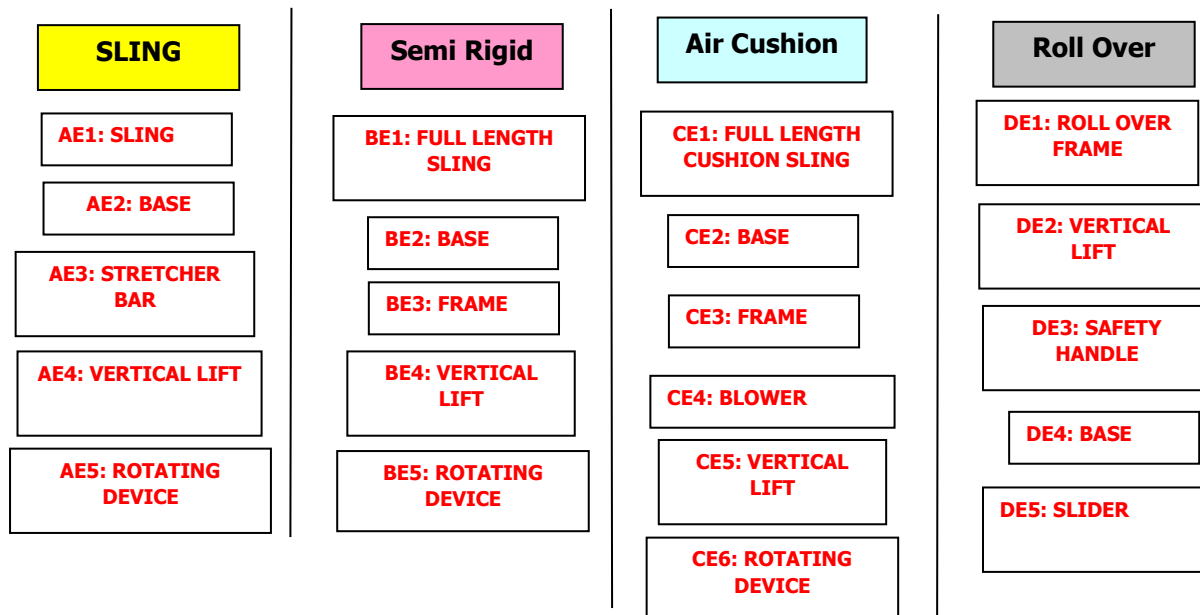 SLING
AE1: SLING
AE2: BASE
AE3: STRETCHER
BAR
AE4: VERTICAL LIFT
AE5: ROTATING
DEVICE
Semi Rigid
BE1: FULL LENGTH
SLING
BE2: BASE
BE3: FRAME
BE4: VERTICAL
LIFT
BE5: ROTATING
DEVICE
Air Cushion
CE1: FULL LENGTH
CUSHION SLING
CE2: BASE
CE3: FRAME
CE4: BLOWER
CE5: VERTICAL
LIFT
CE6: ROTATING
DEVICE
Roll Over
DE1: ROLL OVER
FRAME
DE2: VERTICAL
LIFT
DE3: SAFETY
HANDLE
DE4: BASE
DE5: SLIDER